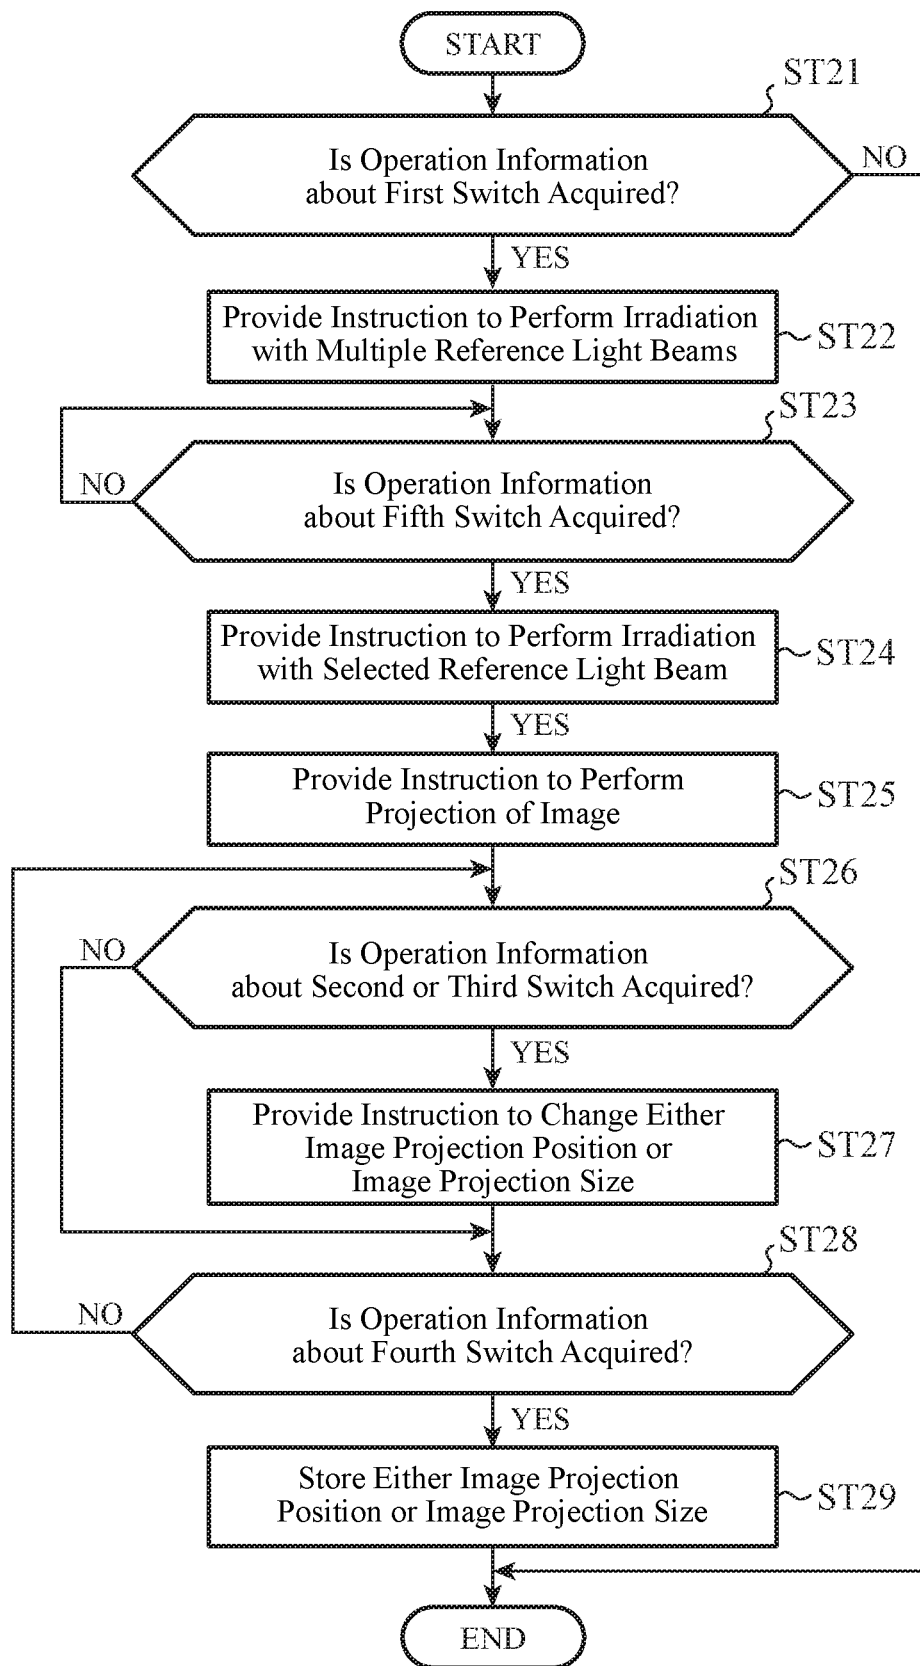 START
ST21
Is Operation Information
about First Switch Acquired?
NO
YES
Provide Instruction to Perform Irradiation
with Multiple Reference Light Beams
ST22
ST23
Is Operation Information
about Fifth Switch Acquired?
NO
YES
Provide Instruction to Perform Irradiation
with Selected Reference Light Beam
ST24
YES
Provide Instruction to Perform
Projection of Image
ST25
ST26
NO
Is Operation Information
about Second or Third Switch Acquired?
YES
Provide Instruction to Change Either
Image Projection Position or
Image Projection Size
ST27
ST28
NO
Is Operation Information
about Fourth Switch Acquired?
YES
Store Either Image Projection
Position or Image Projection Size
ST29
END